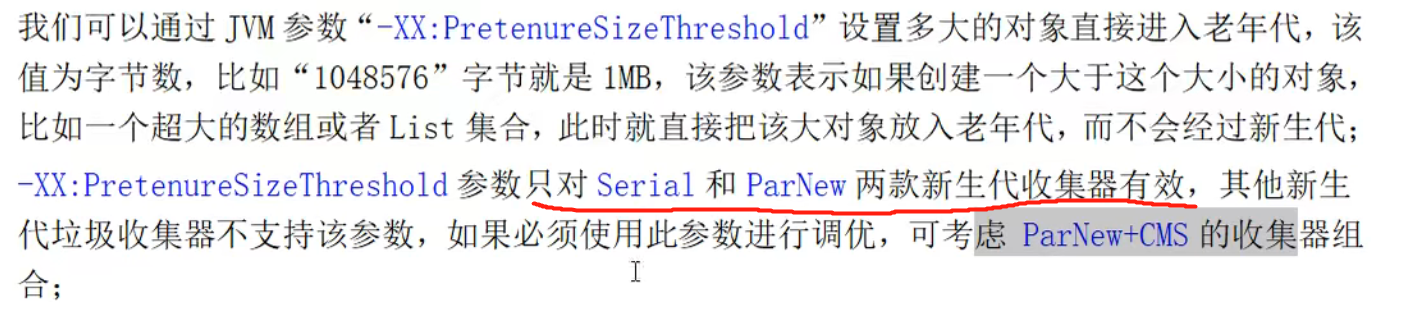 我们可以通过 JVM 参数“-XX:PretenureSizeThreshold”设置多大的对象直接进入老年代，该
值为字节数，比如“1048576”字节就是 1MB，该参数表示如果创建一个大于这个大小的对象，
比如一个超大的数组或者 List 集合，此时就直接把该大对象放入老年代，而不会经过新生代；
-XX:PretenureSizeThreshold 参数只对 Serial 和 ParNew 两款新生代收集器有效，其他新生
代垃圾收集器不支持该参数，如果必须使用此参数进行调优，可考虑 ParNew+CMS 的收集器组
合；